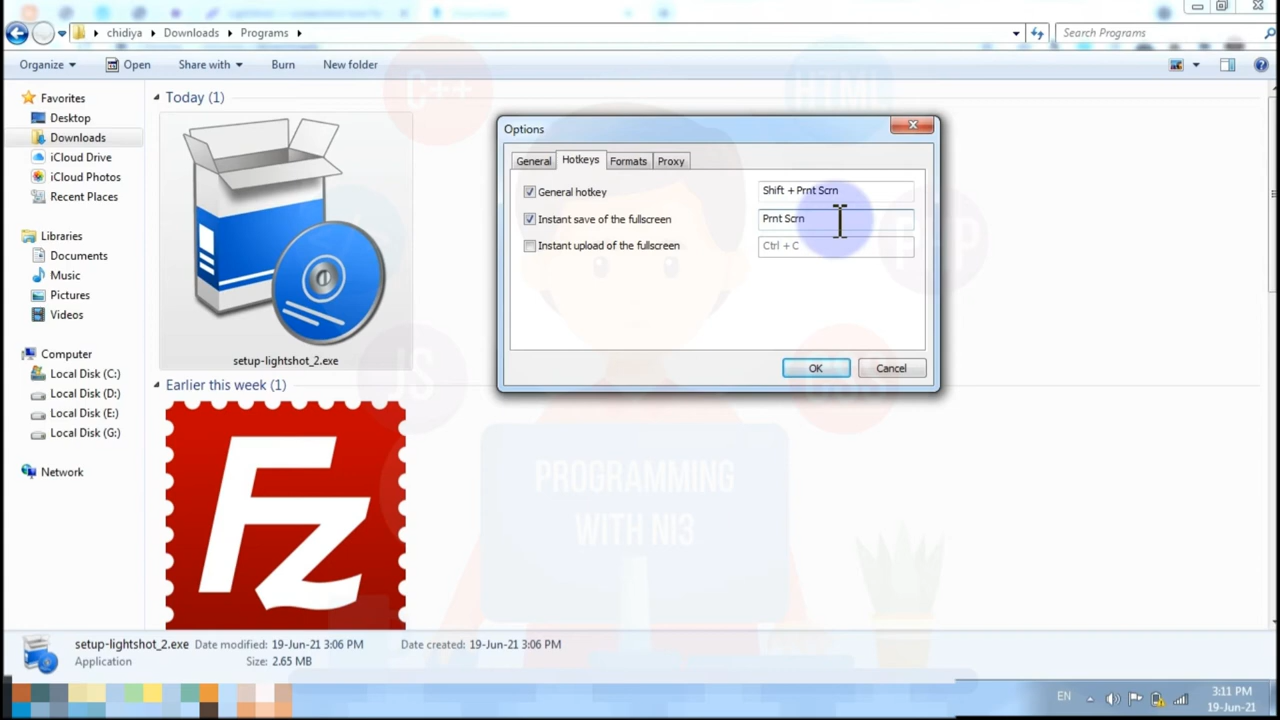 chidiya
Downloads
Programs
Search Programs
Organize
Open
Share with
Burn
New folder
Favorites
Desktop
Downloads
iCloud Drive
iCloud Photos
Recent Places
Libraries
Documents
Music
Pictures
Videos
Computer
Local Disk (C:)
Local Disk (D:)
Local Disk (E:)
Local Disk (G:)
Network
Today (1)
setup-lightshot_2.exe
Earlier this week (1)
Fz
Options
General
Hotkeys
Formats
Proxy
General hotkey
Shift + Prnt Scrn
Instant save of the fullscreen
Prnt Scrn
Instant upload of the fullscreen
Ctrl + C
OK
Cancel
C++
HTML
JS
CSS
PROGRAMMING
WITH NI3
setup-lightshot_2.exe
Date modified: 19-Jun-21 3:06 PM
Date created: 19-Jun-21 3:06 PM
Application
Size: 2.65 MB
EN
3:11 PM
19-Jun-21